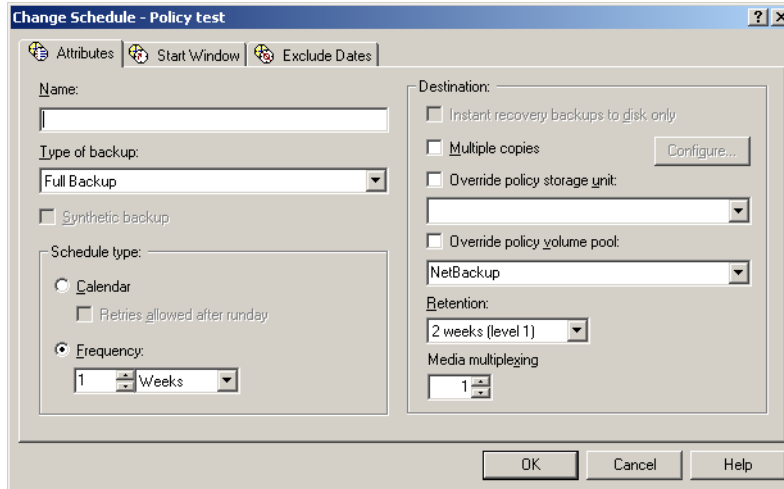 Change Schedule - Policy test
Attributes
Start Window
Exclude Dates
Name:
Type of backup:
Full Backup
Synthetic backup
Schedule type:
Calendar
Retries allowed after runday
Frequency:
1 Weeks
Destination:
Instant recovery backups to disk only
Multiple copies
Configure...
Override policy storage unit:
Override policy volume pool:
NetBackup
Retention:
2 weeks (level 1)
Media multiplexing
1
OK
Cancel
Help